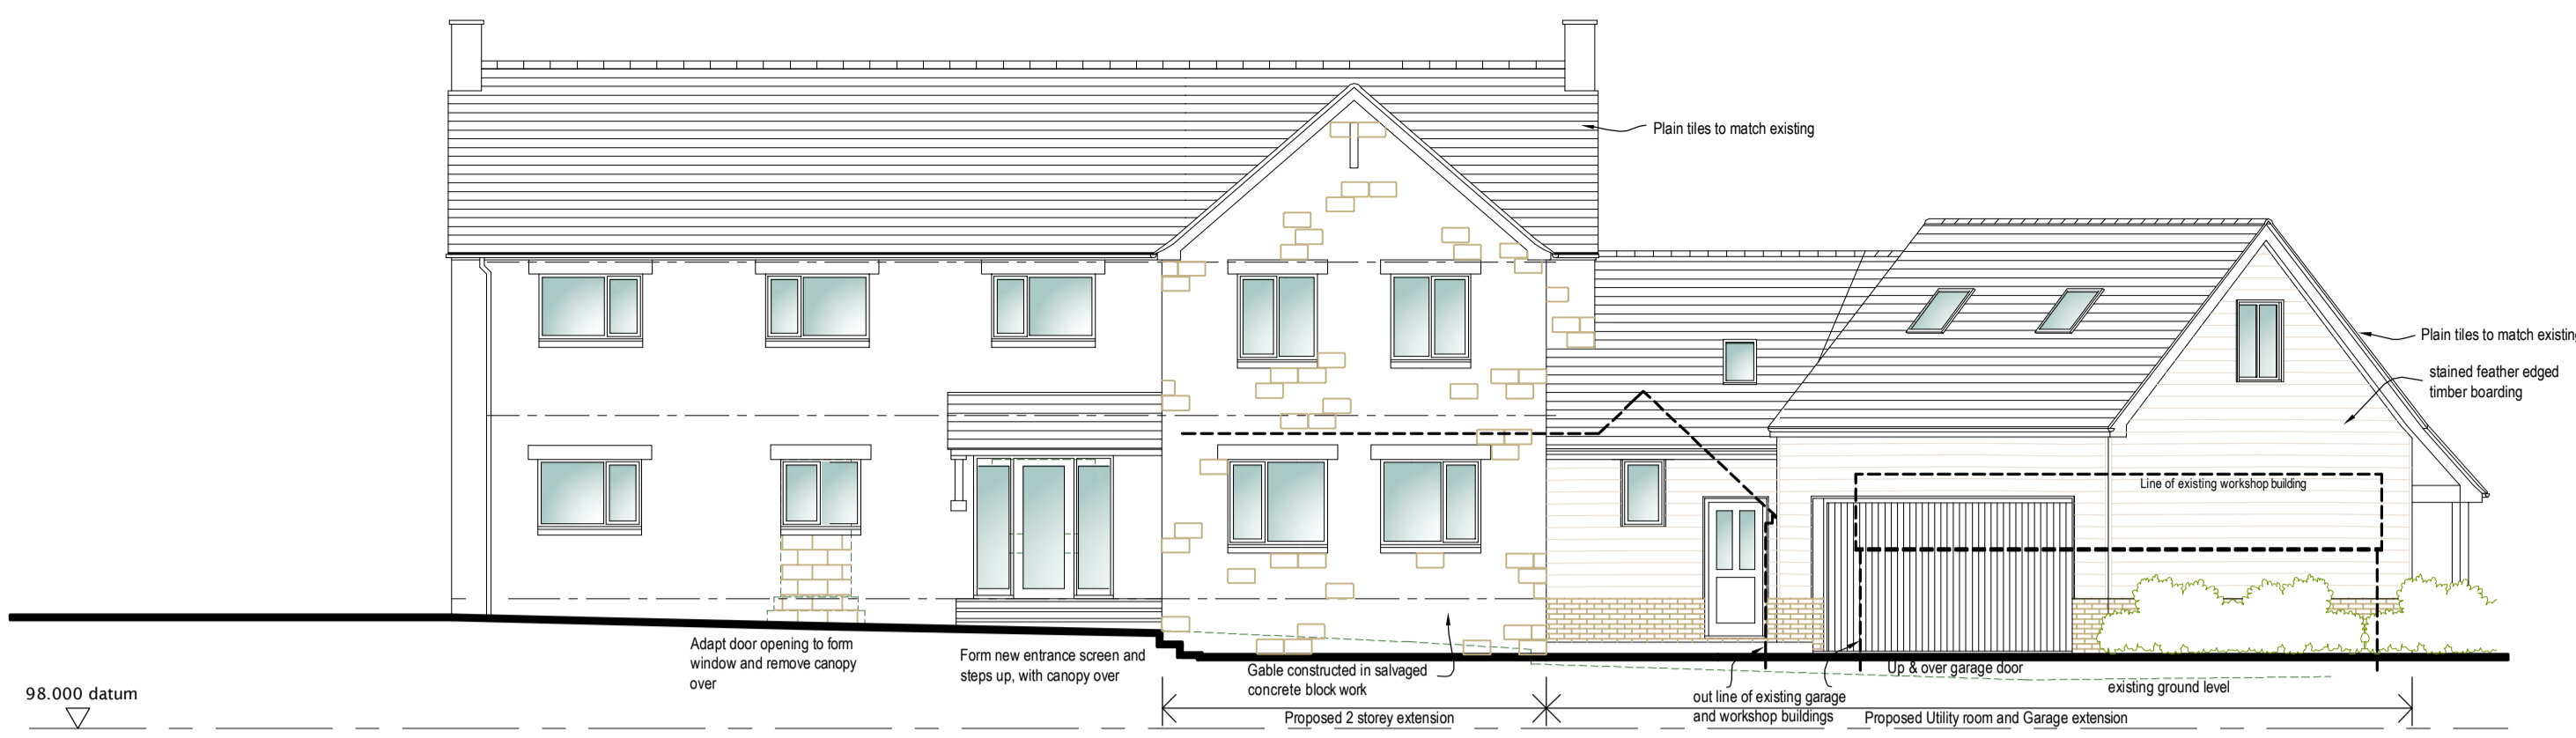 Plain tiles to match existing
Plain tiles to match existing
stained feather edged
timber boarding
Line of existing workshop building
Adapt door opening to form
window and remove canopy
over
Form new entrance screen and
steps up, with canopy over
Gable constructed in salvaged
concrete block work
Up & over garage door
out line of existing garage
and workshop buildings
existing ground level
98.000 datum
Proposed 2 storey extension
Proposed Utility room and Garage extension